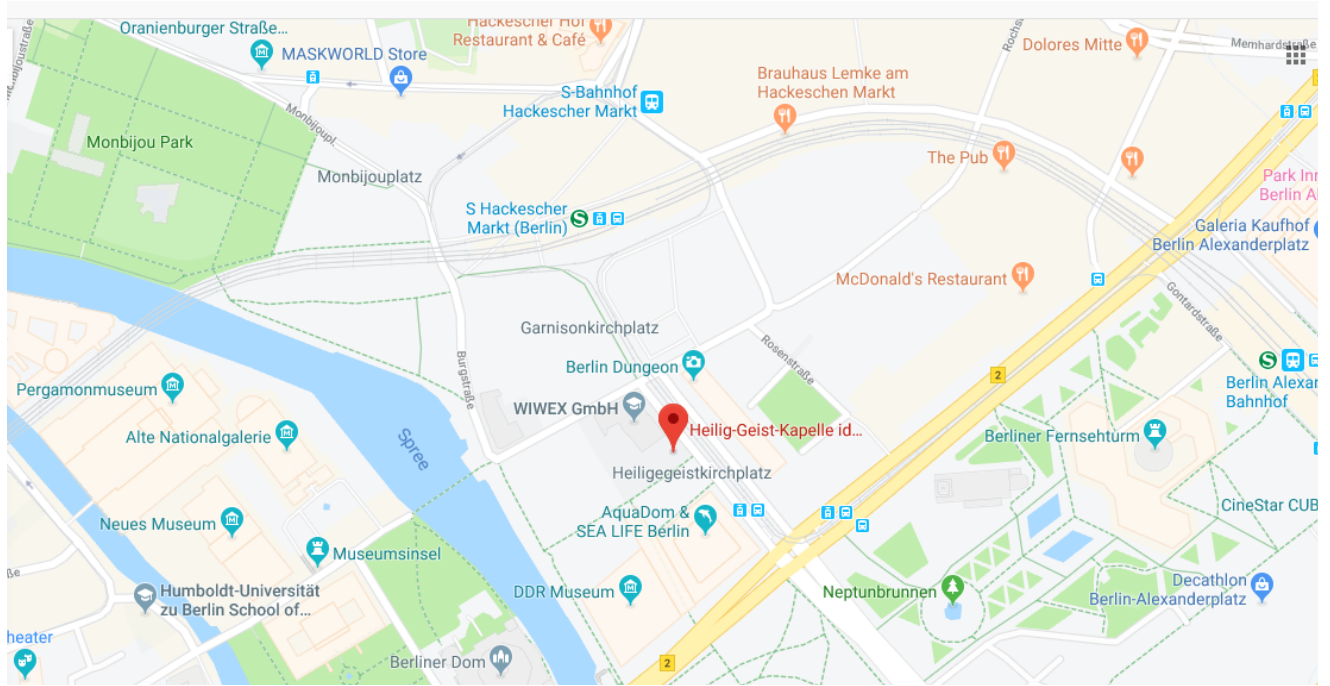 Oranienburger Straße...
Hackescher Hof
Restaurant & Café
MASKWORLD Store
Dolores Mitte
Memhardstraße
Brauhaus Lemke am
Hackeschen Markt
S-Bahnhof
Hackescher Markt
Monbijoupl.
Monbijou Park
Monbijouplatz
The Pub
Park Inn
Berlin Al
S Hackescher
Markt (Berlin)
Galeria Kaufhof
Berlin Alexanderplatz
McDonald's Restaurant
Gontardstraße
Garnisonkirchplatz
Rosenstraße
Burgstraße
Berlin Dungeon
Pergamonmuseum
2
Berlin Alexan
Bahnhof
WIWEX GmbH
Heilig-Geist-Kapelle id...
Alte Nationalgalerie
Spree
Berliner Fernsehturm
Heiligegeistkirchplatz
AquaDom &
SEA LIFE Berlin
CineStar CUB
Neues Museum
Museumsinsel
Humboldt-Universität
zu Berlin School of...
DDR Museum
Neptunbrunnen
Decathlon
Berlin-Alexanderplatz
heater
Berliner Dom
2